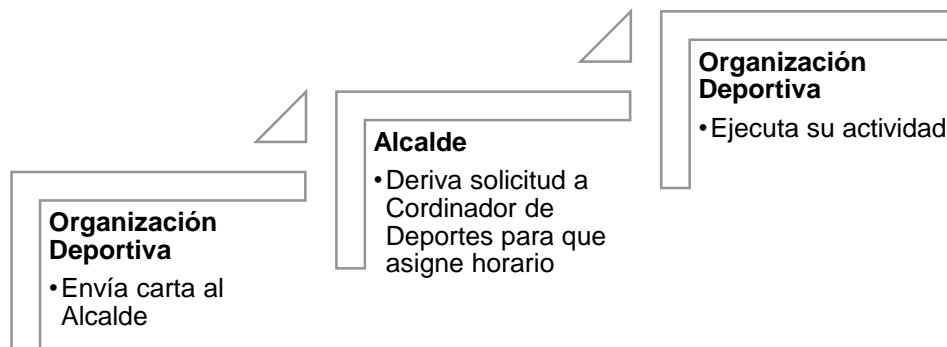 Organización
Deportiva
•Envía carta al
Alcalde
Alcalde
•Deriva solicitud a
Cordinador de
Deportes para que
asigne horario
Organización
Deportiva
•Ejecuta su actividad